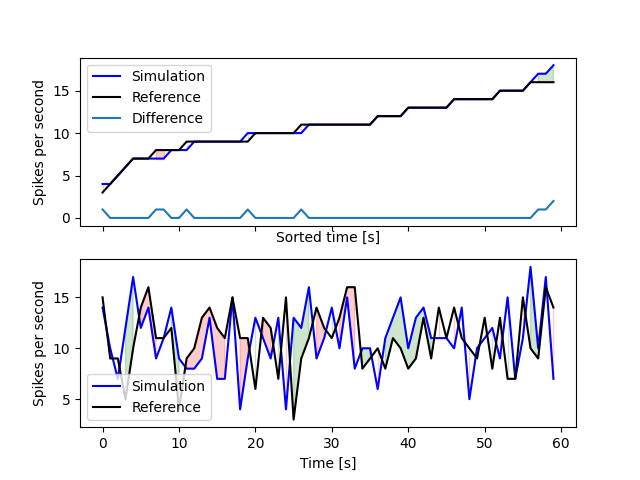 Spikes per second
15
10
5
0
Simulation
Reference
Difference
Sorted time [s]
Spikes per second
15
10
5
Simulation
Reference
0 10 20 30 40 50 60
Time [s]